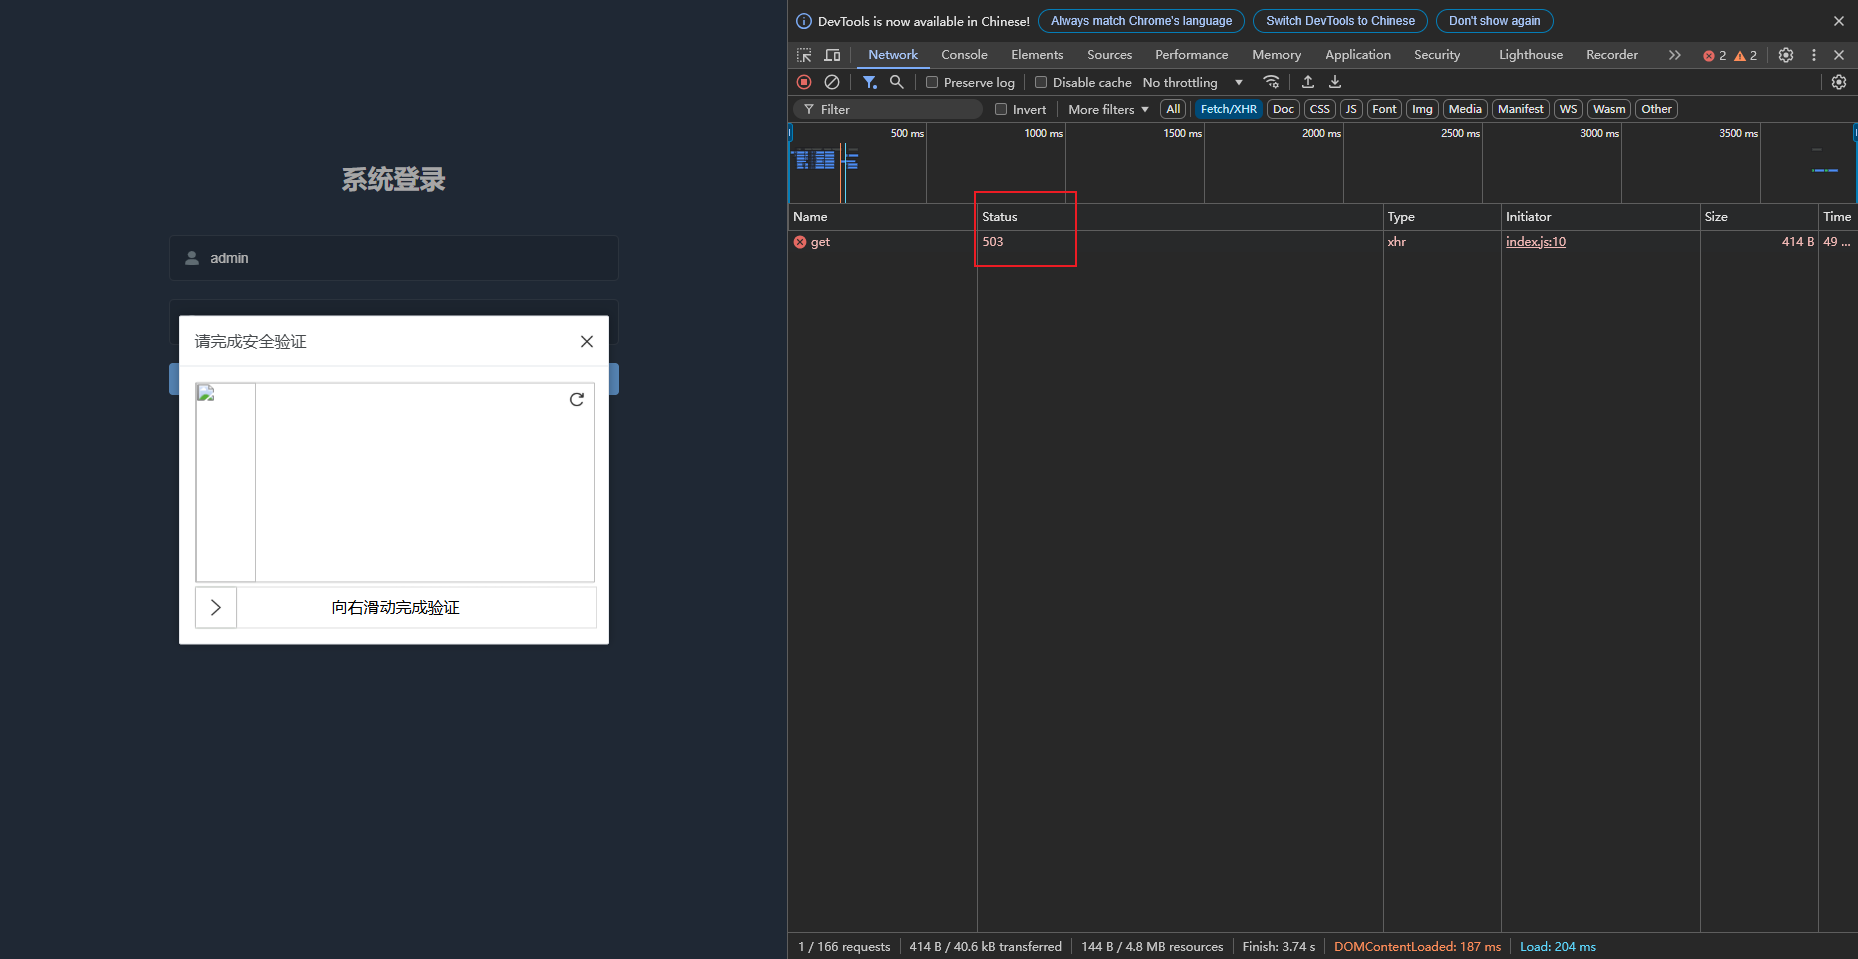 系统登录
admin
请完成安全验证
向右滑动完成验证
DevTools is now available in Chinese! Always match Chrome's language Switch DevTools to Chinese Don't show again
Network Console Elements Sources Performance Memory Application Security Lighthouse Recorder 2 2
Preserve log Disable cache No throttling
Filter Invert More filters All Fetch/XHR Doc CSS JS Font Img Media Manifest WS Wasm Other
500 ms 1000 ms 1500 ms 2000 ms 2500 ms 3000 ms 3500 ms
Name Status Type Initiator Size Time
get 503 xhr index.js:10 414 B 49 ...
1 / 166 requests 414 B / 40.6 kB transferred 144 B / 4.8 MB resources Finish: 3.74 s DOMContentLoaded: 187 ms Load: 204 ms